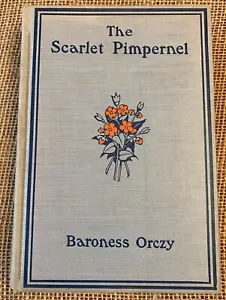 The
Scarlet Pimpernel
Baroness Orczy